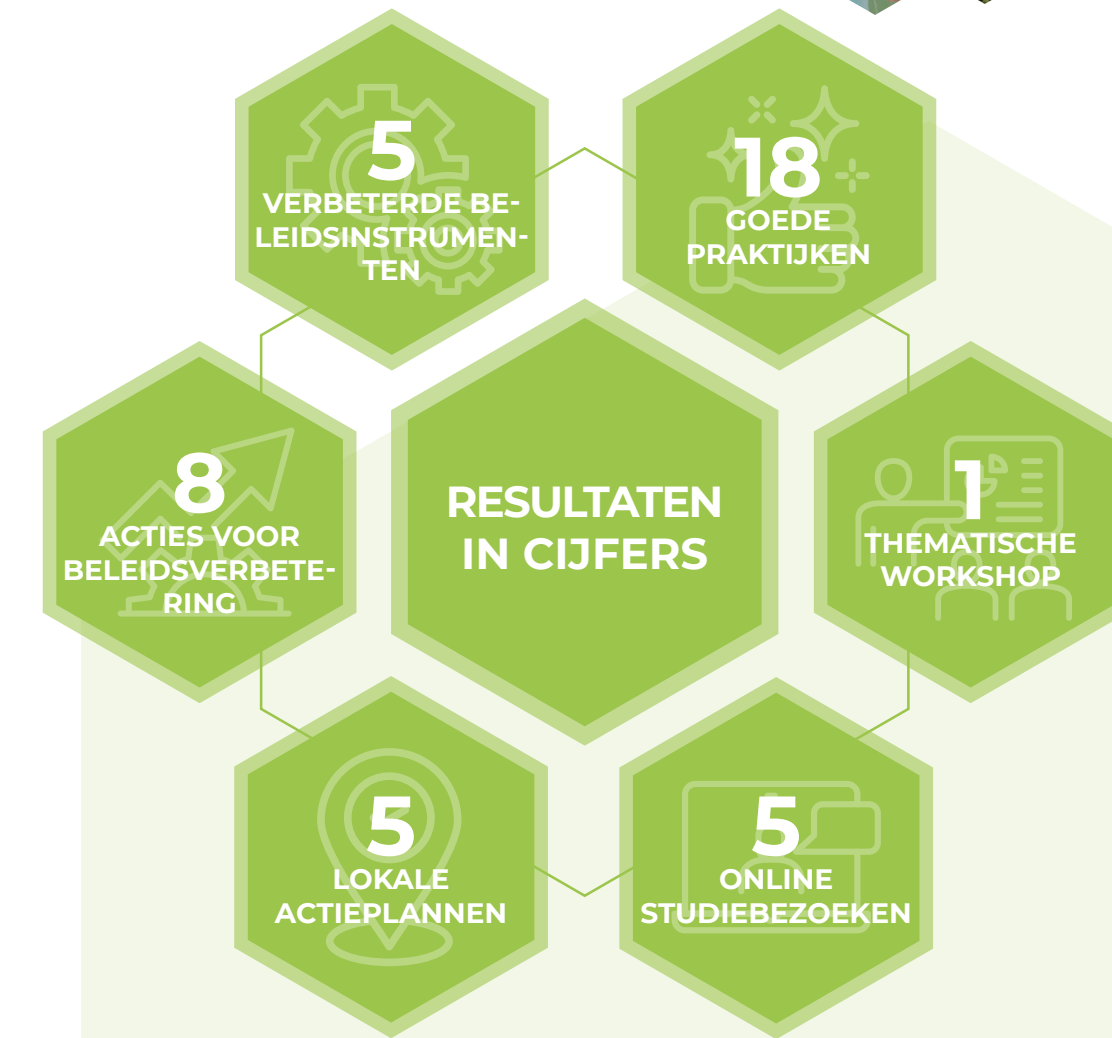 5
VERBETERDE BE-
LEIDSINSTRUMEN-
TEN
18
GOEDE
PRAKTIJKEN
8
ACTIES VOOR
BELEIDSVERBETE-
RING
RESULTATEN
IN CIJFERS
1
THEMATISCHE
WORKSHOP
5
LOKALE
ACTIEPLANNEN
5
ONLINE
STUDIEBEZOEKEN